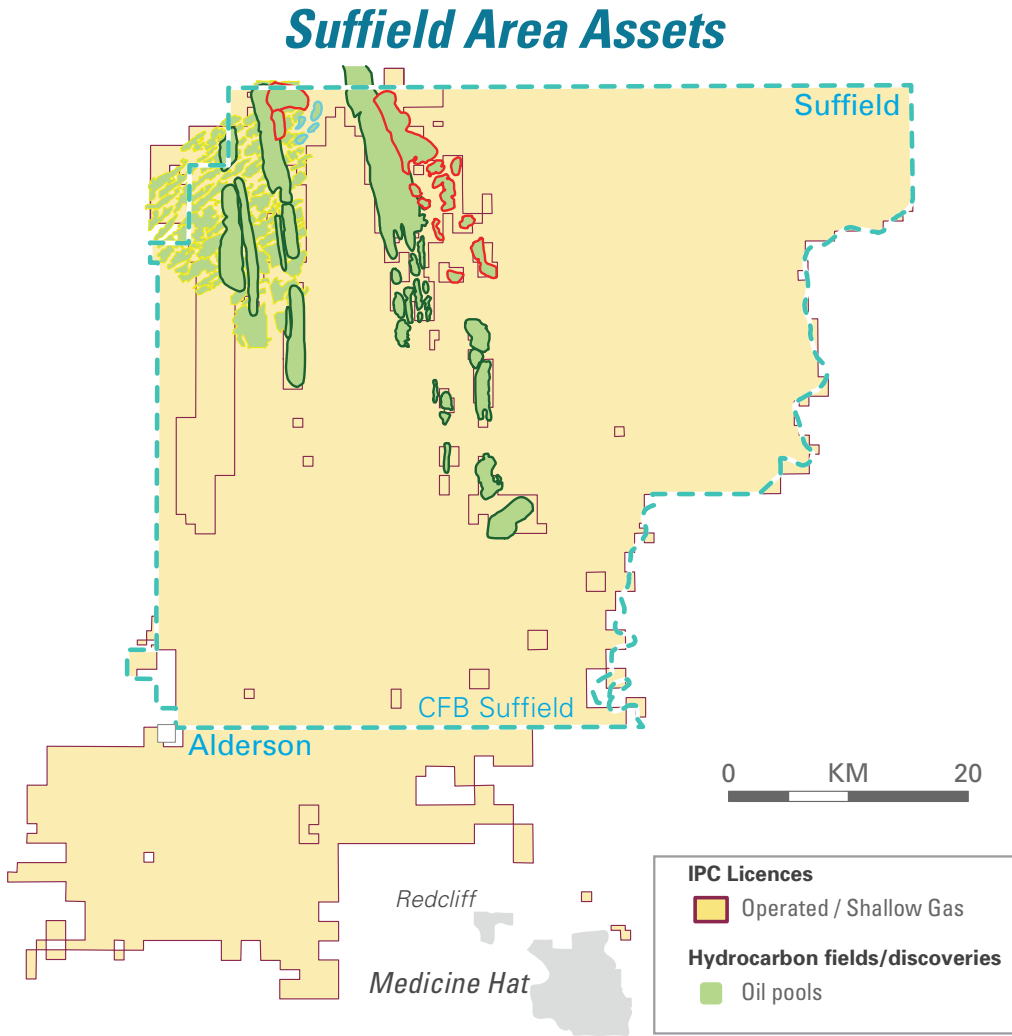 Suffield Area Assets
Suffield
CFB Suffield
Alderson
0 KM 20
Redcliff
Medicine Hat
IPC Licences
Operated / Shallow Gas
Hydrocarbon fields/discoveries
Oil pools